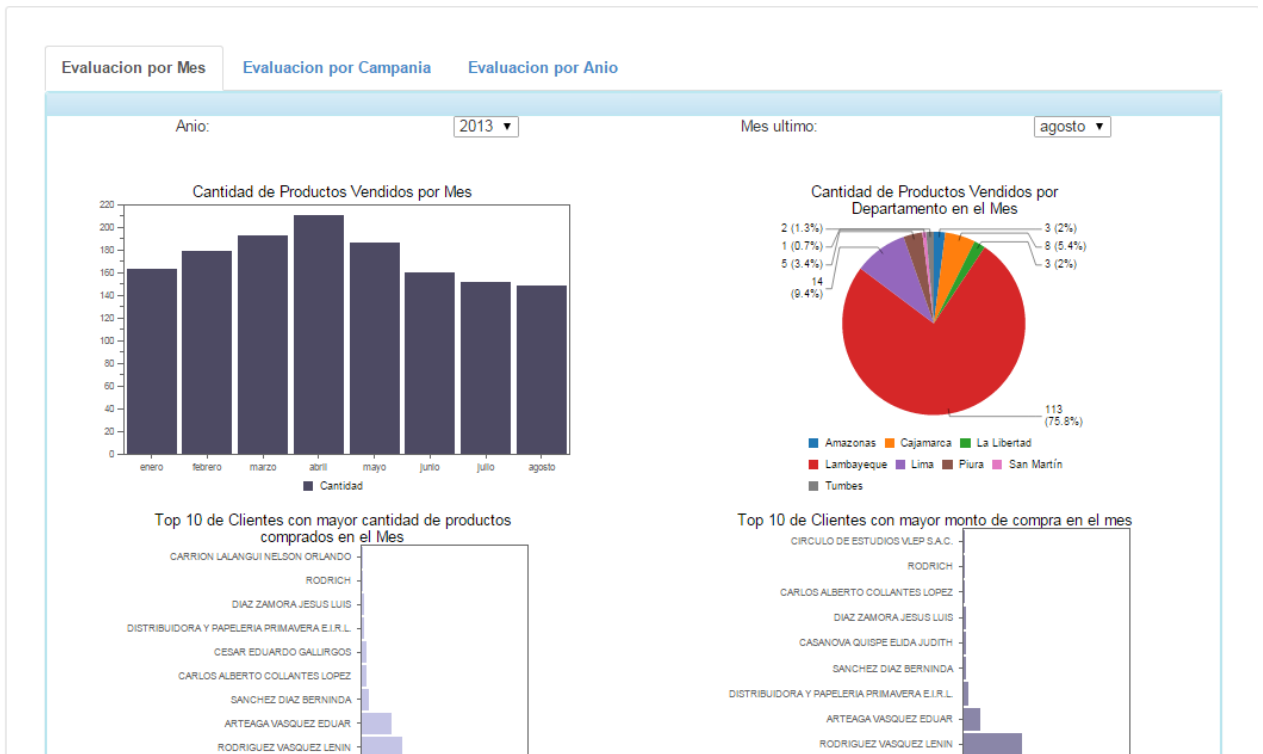 Evaluacion por Mes Evaluacion por Campania Evaluacion por Anio
Anio: 2013 Mes ultimo: agosto
Cantidad de Productos Vendidos por Mes
220
200
180
160
140
120
100
80
60
40
20
0
enero febrero marzo abril mayo junio julio agosto
Cantidad
Cantidad de Productos Vendidos por
Departamento en el Mes
2 (1.3%)
1 (0.7%)
5 (3.4%)
14
(9.4%)
3 (2%)
8 (5.4%)
3 (2%)
113
(75.8%)
Amazonas Cajamarca La Libertad
Lambayeque Lima Piura San Martín
Tumbes
Top 10 de Clientes con mayor cantidad de productos
comprados en el Mes
CARRION LALANGUI NELSON ORLANDO
RODRICH
DIAZ ZAMORA JESUS LUIS
DISTRIBUIDORA Y PAPELERIA PRIMAVERA E.I.R.L.
CESAR EDUARDO GALLIRGOS
CARLOS ALBERTO COLLANTES LOPEZ
SANCHEZ DIAZ BERNINDA
ARTEAGA VASQUEZ EDUAR
RODRIGUEZ VASQUEZ LENIN
Top 10 de Clientes con mayor monto de compra en el mes
CIRCULO DE ESTUDIOS VLEP S.A.C.
RODRICH
CARLOS ALBERTO COLLANTES LOPEZ
DIAZ ZAMORA JESUS LUIS
CASANOVA QUISPE ELIDA JUDITH
SANCHEZ DIAZ BERNINDA
DISTRIBUIDORA Y PAPELERIA PRIMAVERA E.I.R.L.
ARTEAGA VASQUEZ EDUAR
RODRIGUEZ VASQUEZ LENIN